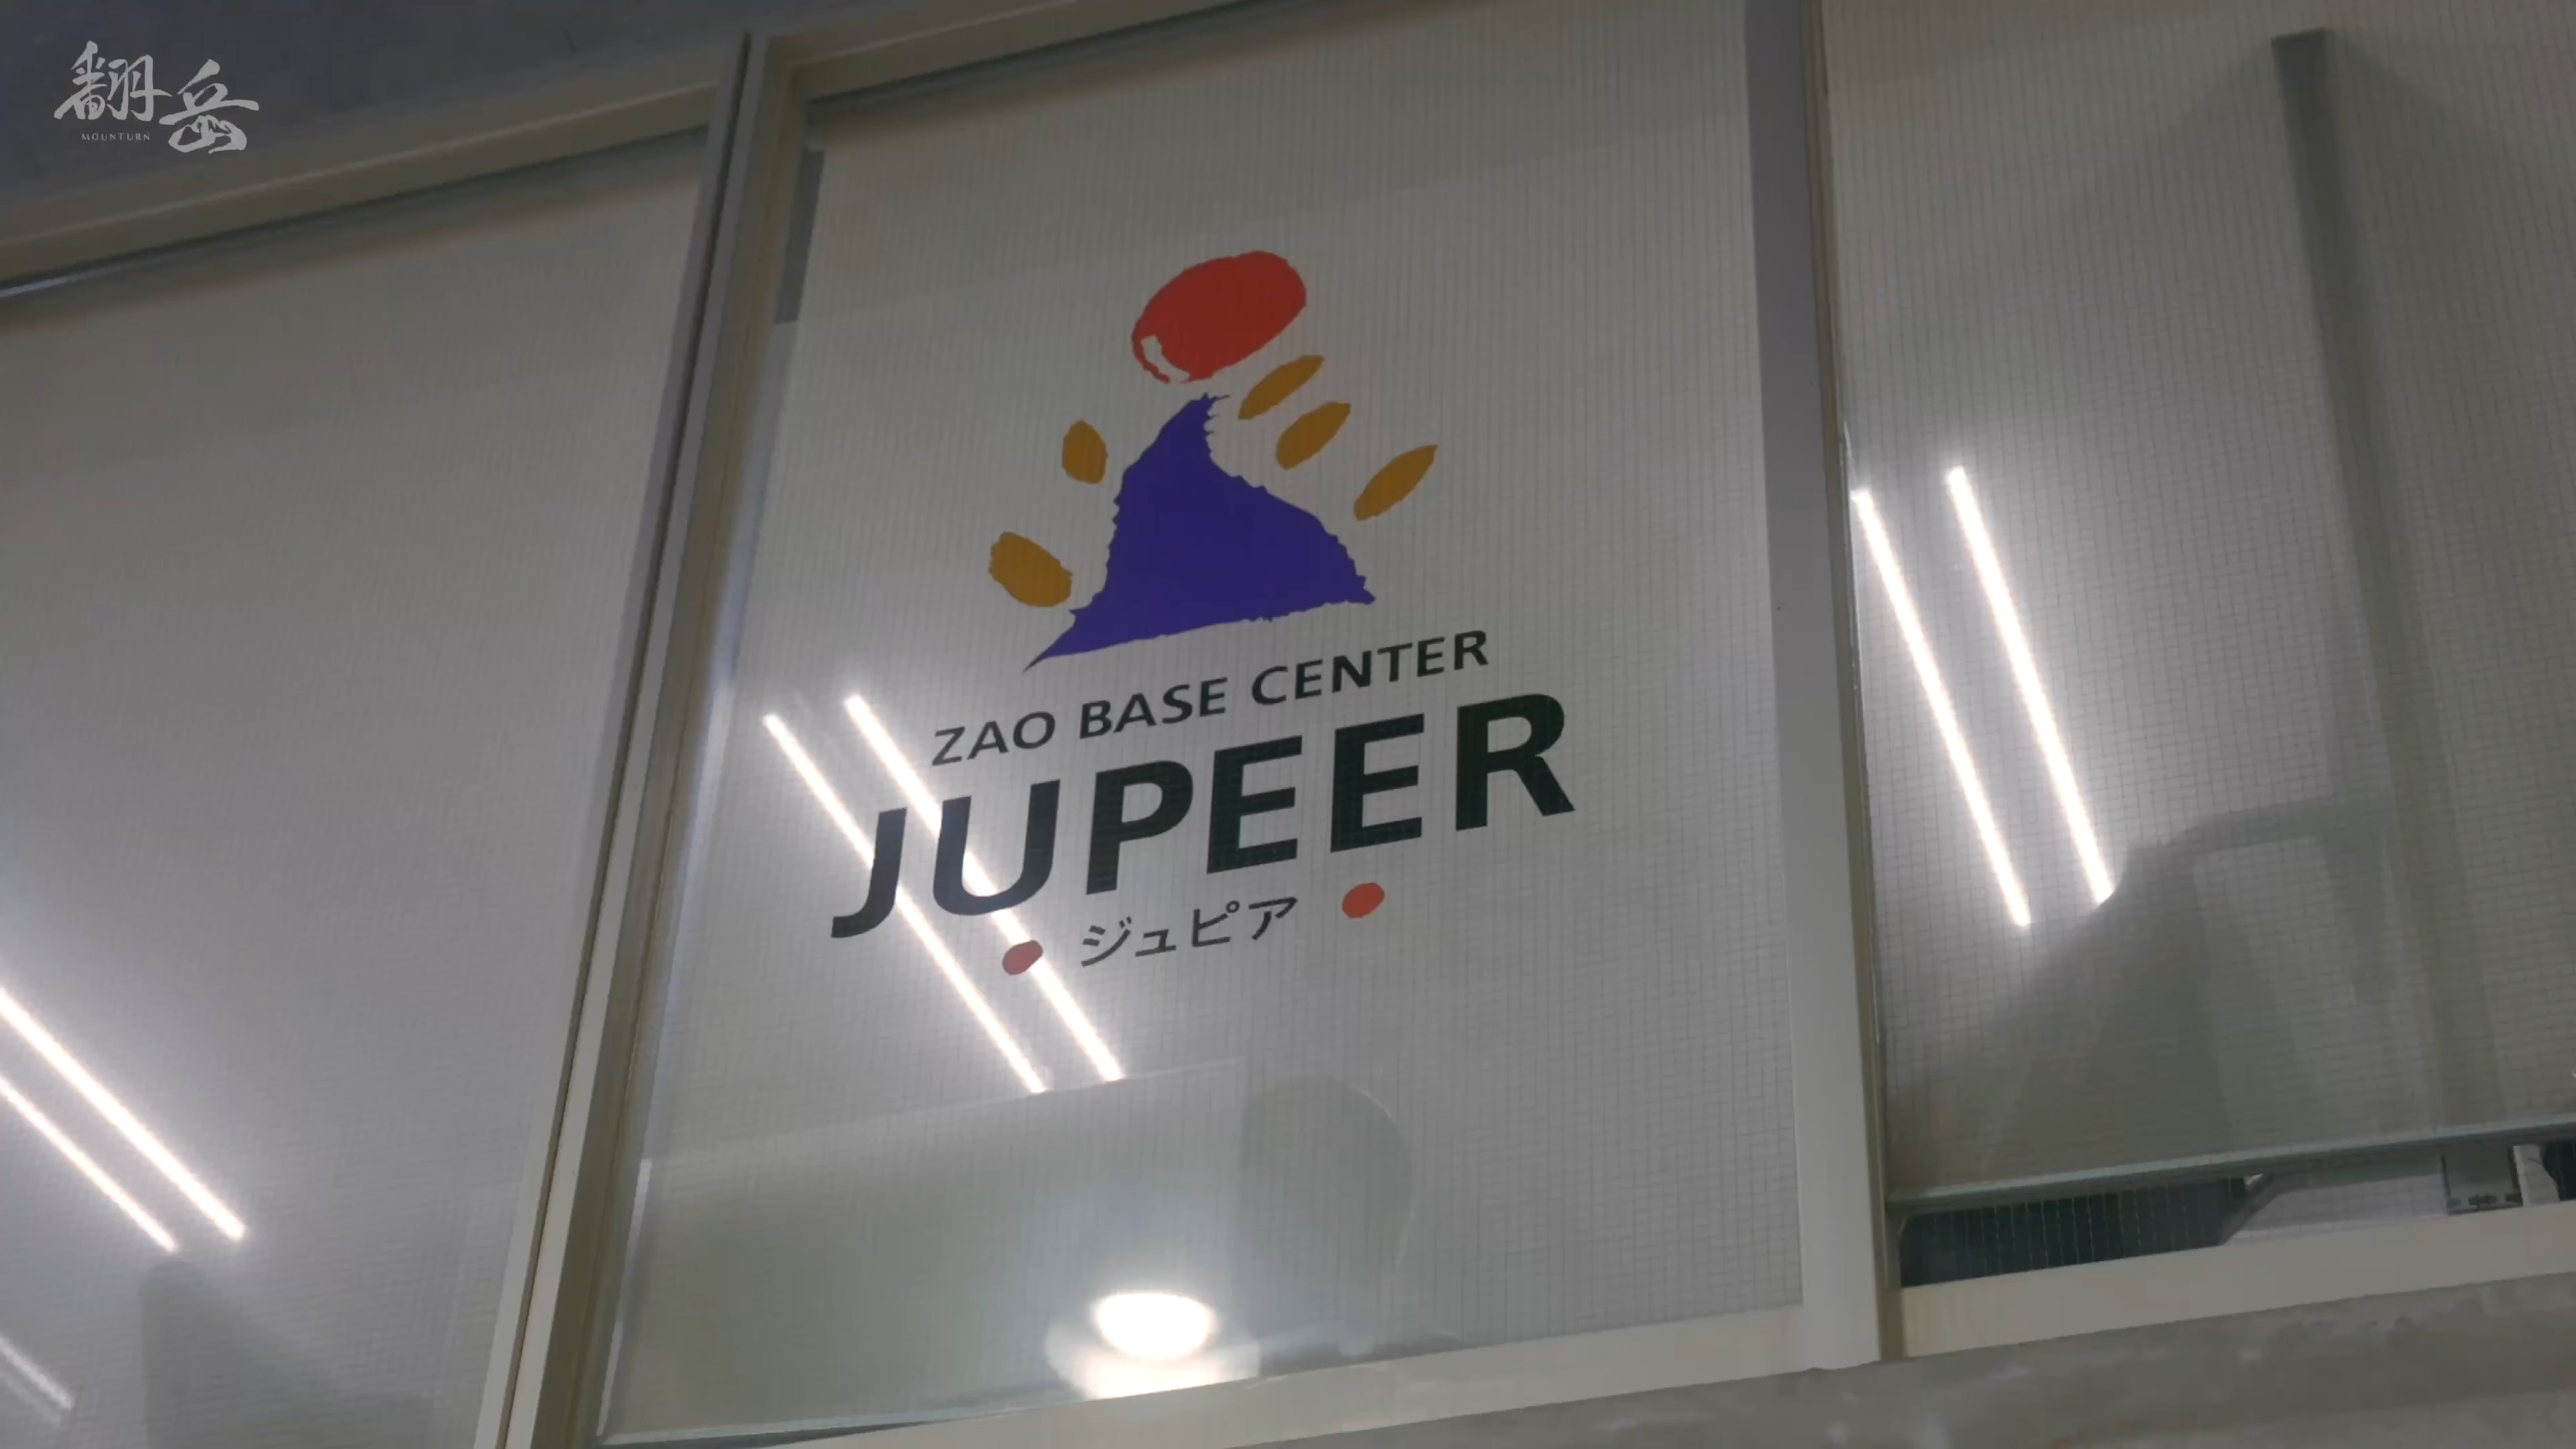 翻岳
MOUNTURN
ZAO BASE CENTER
JUPEER
ジュピア